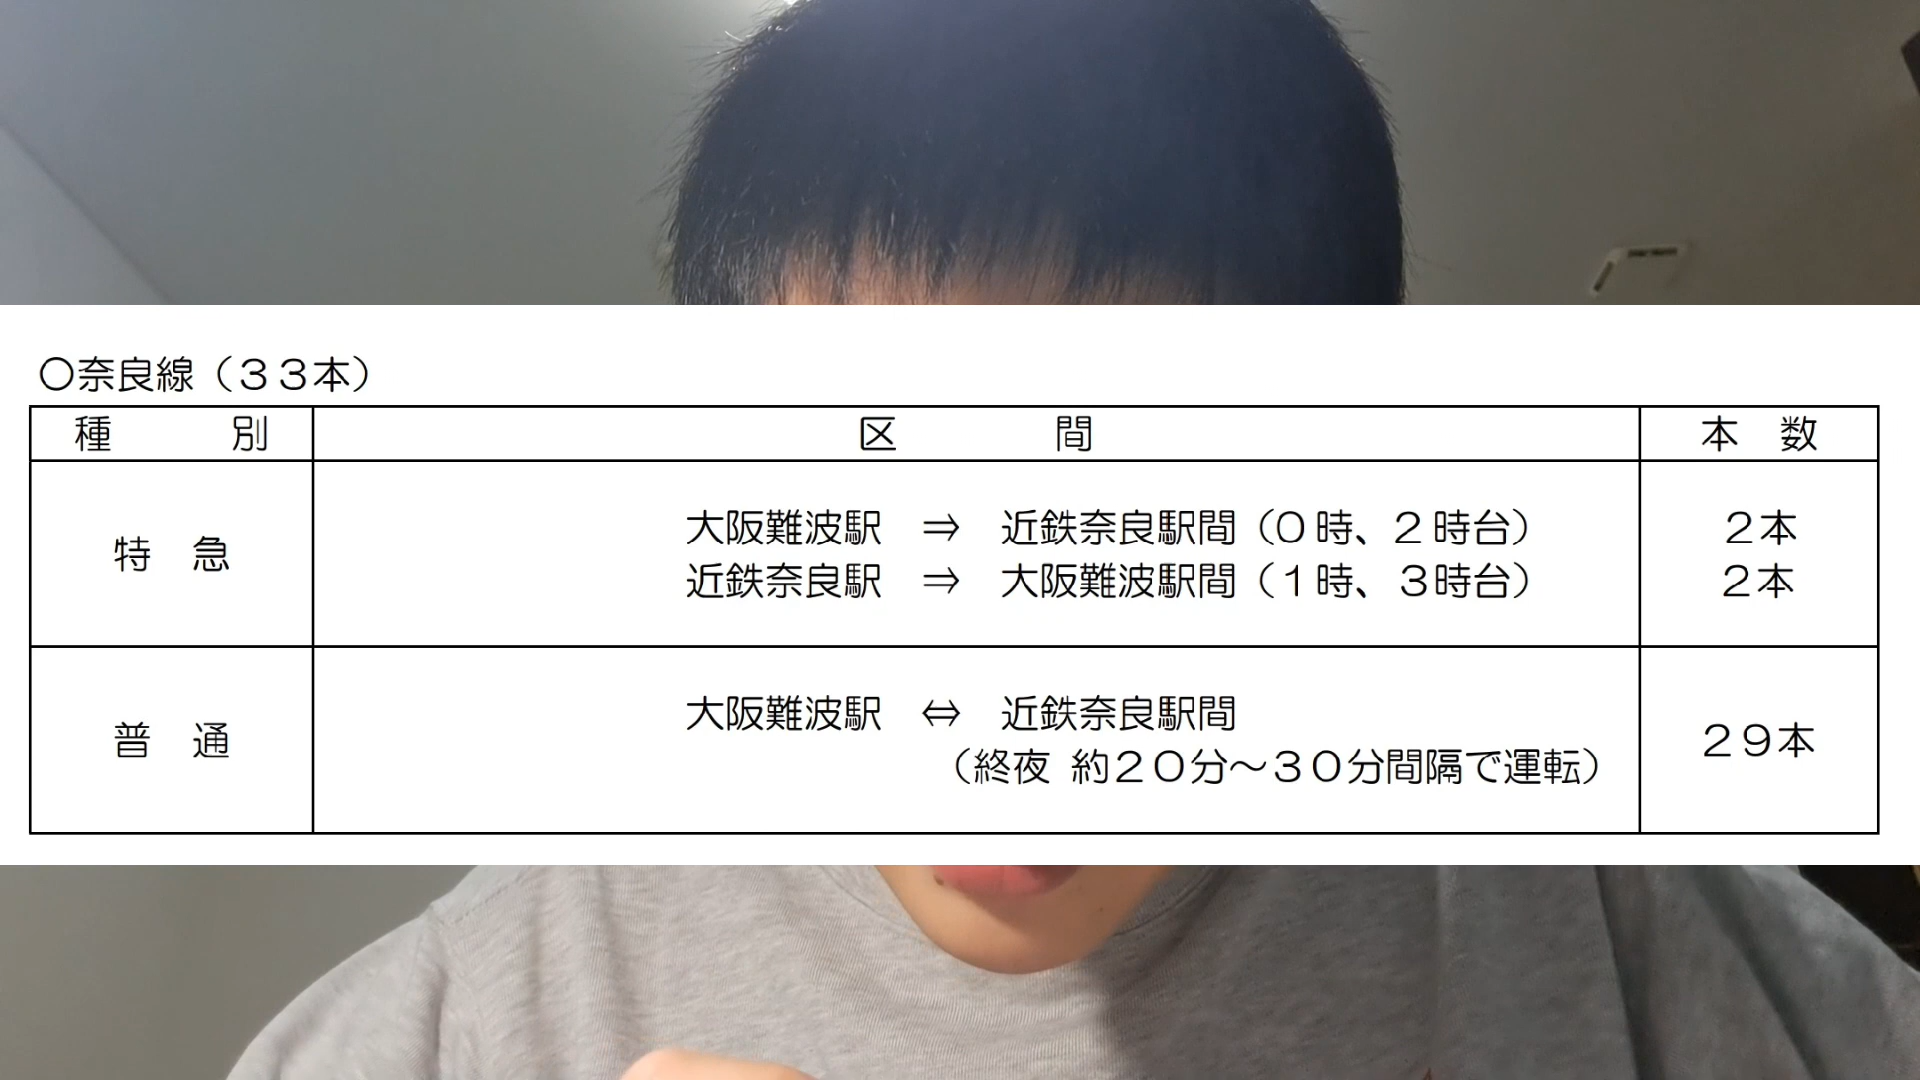 〇奈良線（３３本）
種別 区間 本数
特急
大阪難波駅 ⇒ 近鉄奈良駅間（０時、２時台） ２本
近鉄奈良駅 ⇒ 大阪難波駅間（１時、３時台） ２本
普通
大阪難波駅 ⇔ 近鉄奈良駅間
（終夜 約２０分～３０分間隔で運転）
２９本